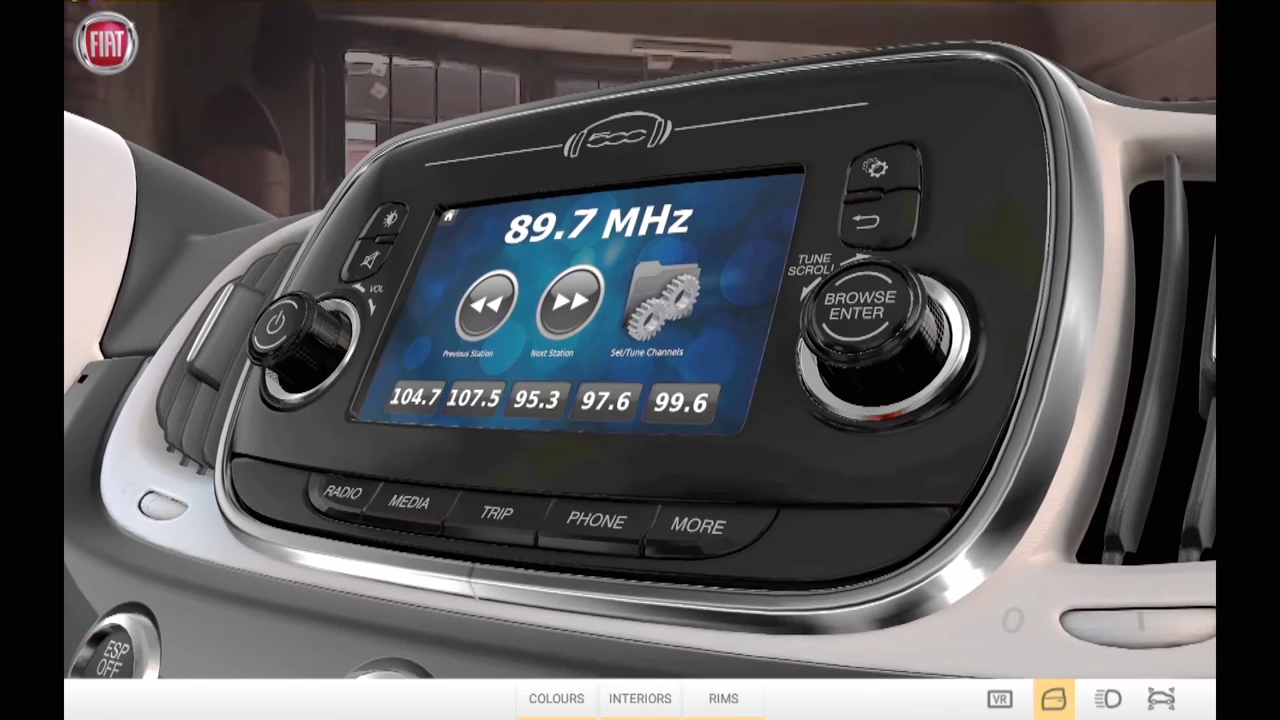 FIAT
500
89.7 MHz
VOL
TUNE
SCROLL
BROWSE
ENTER
Previous Station
Next Station
Set/Tune Channels
104.7
107.5
95.3
97.6
99.6
RADIO
MEDIA
TRIP
PHONE
MORE
ESP
OFF
O
COLOURS
INTERIORS
RIMS
VR